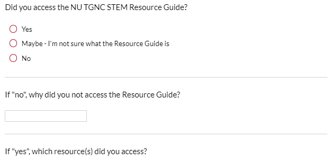 Did you access the NU TGNC STEM Resource Guide?
Yes
Maybe - I'm not sure what the Resource Guide is
No
If "no", why did you not access the Resource Guide?
If "yes", which resource(s) did you access?